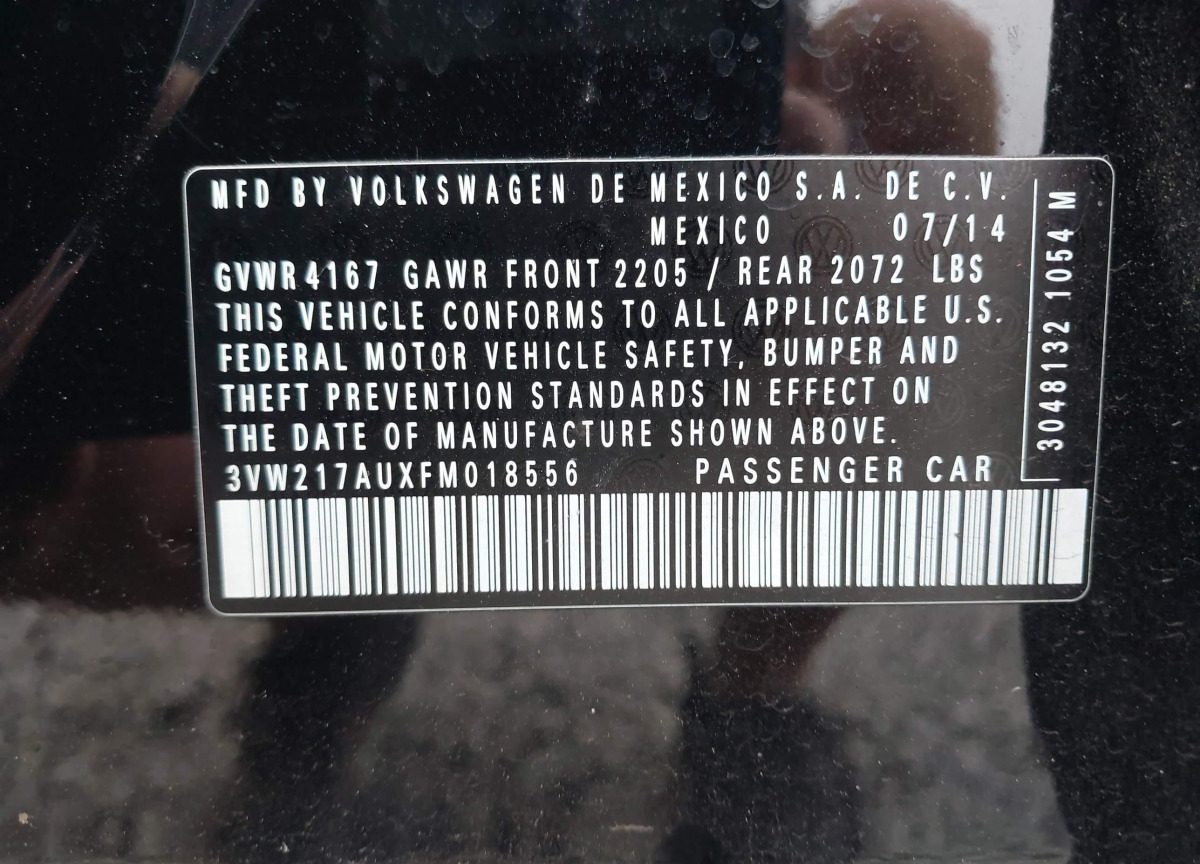 MFD BY VOLKSWAGEN DE MEXICO S.A. DE C.V.
MEXICO 07/14
GVWR 4167 GAWR FRONT 2205 / REAR 2072 LBS
THIS VEHICLE CONFORMS TO ALL APPLICABLE U.S.
FEDERAL MOTOR VEHICLE SAFETY, BUMPER AND
THEFT PREVENTION STANDARDS IN EFFECT ON
THE DATE OF MANUFACTURE SHOWN ABOVE.
3VW217AUXFM018556 PASSENGER CAR
3048132 1054 M